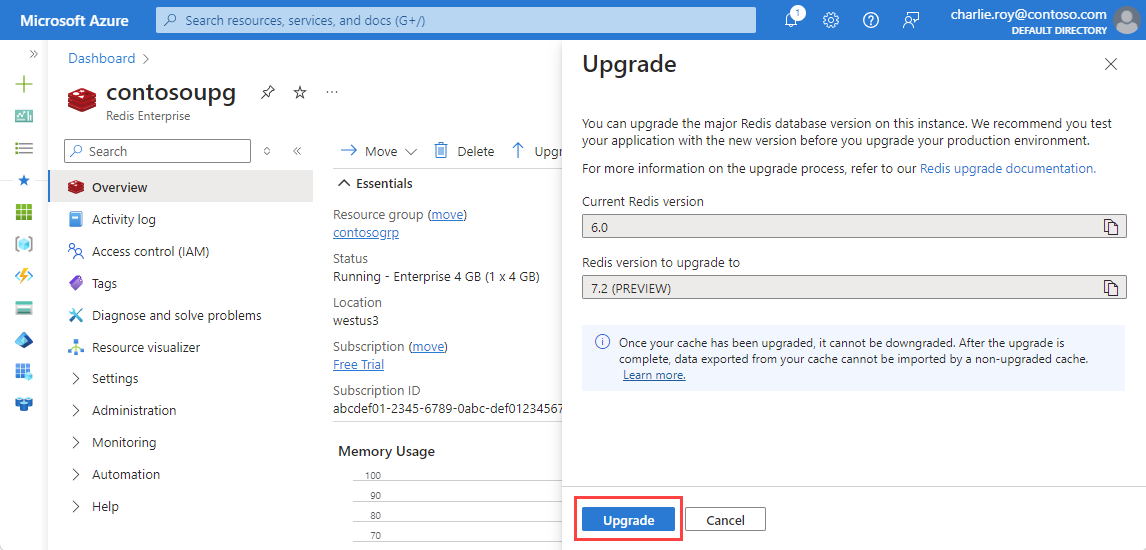 Microsoft Azure
Search resources, services, and docs (G+/)
1
charlie.roy@contoso.com
DEFAULT DIRECTORY
Dashboard
contosoupg
Redis Enterprise
Search
Overview
Activity log
Access control (IAM)
Tags
Diagnose and solve problems
Resource visualizer
Settings
Administration
Monitoring
Automation
Help
Move
Delete
Upgr
Essentials
Resource group (move)
contosogrp
Status
Running - Enterprise 4 GB (1 x 4 GB)
Location
westus3
Subscription (move)
Free Trial
Subscription ID
abcdef01-2345-6789-0abc-def01234567
Memory Usage
100
90
80
70
Upgrade
You can upgrade the major Redis database version on this instance. We recommend you test
your application with the new version before you upgrade your production environment.
For more information on the upgrade process, refer to our Redis upgrade documentation.
Current Redis version
6.0
Redis version to upgrade to
7.2 (PREVIEW)
Once your cache has been upgraded, it cannot be downgraded. After the upgrade is
complete, data exported from your cache cannot be imported by a non-upgraded cache.
Learn more.
Upgrade
Cancel